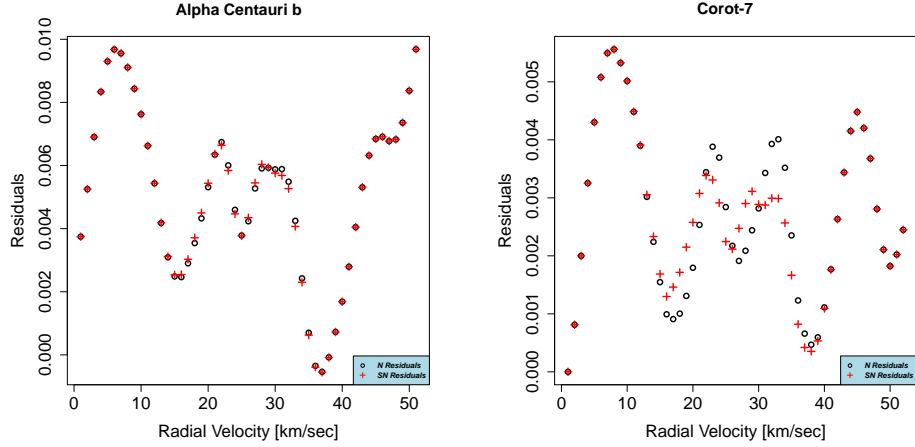 Alpha Centauri b
Residuals
0.010
0.008
0.006
0.004
0.002
0.000
0 10 20 30 40 50
Radial Velocity [km/sec]
N Residuals
SN Residuals
Corot-7
Residuals
0.005
0.004
0.003
0.002
0.001
0.000
0 10 20 30 40 50
Radial Velocity [km/sec]
N Residuals
SN Residuals